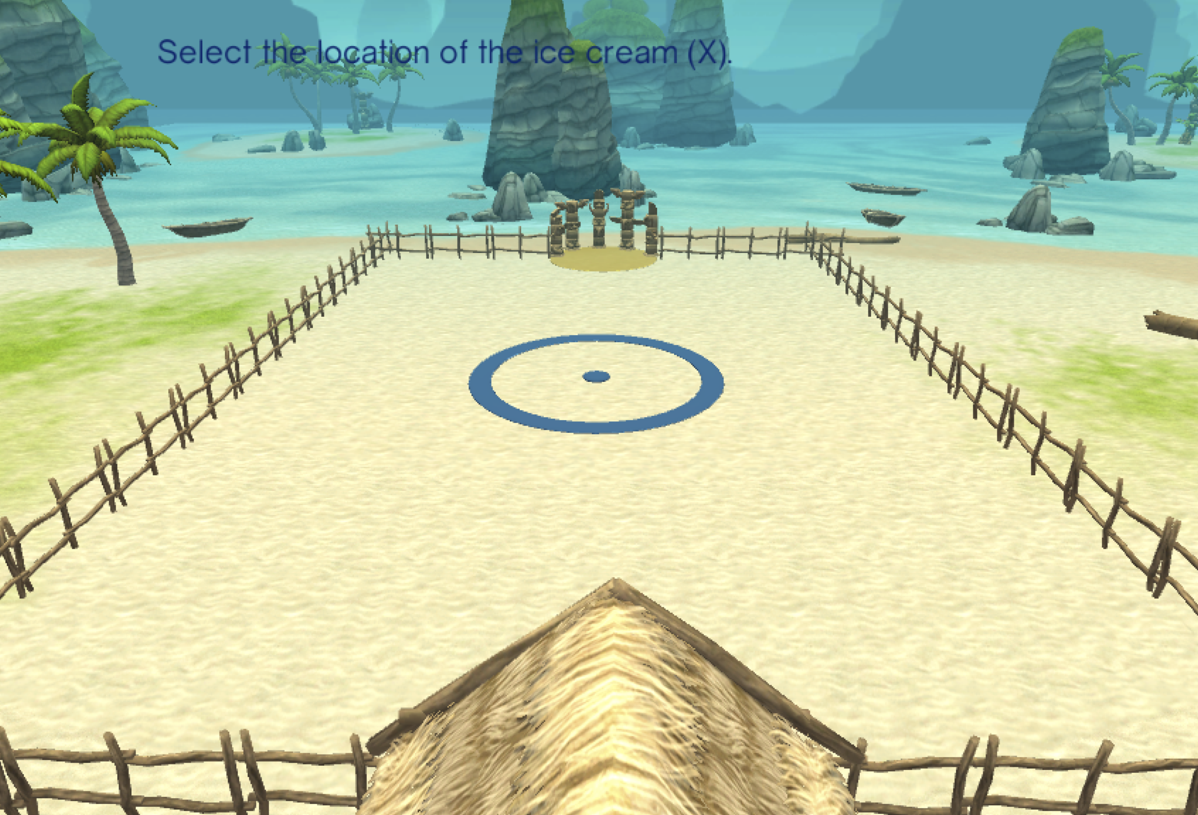 Select the location of the ice cream (X).